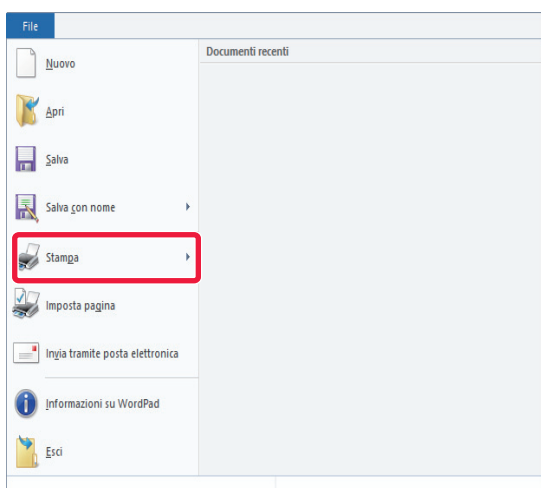 File
Documenti recenti
Nuovo
Apri
Salva
Salva con nome
Stampa
Imposta pagina
Invia tramite posta elettronica
Informazioni su WordPad
Esci